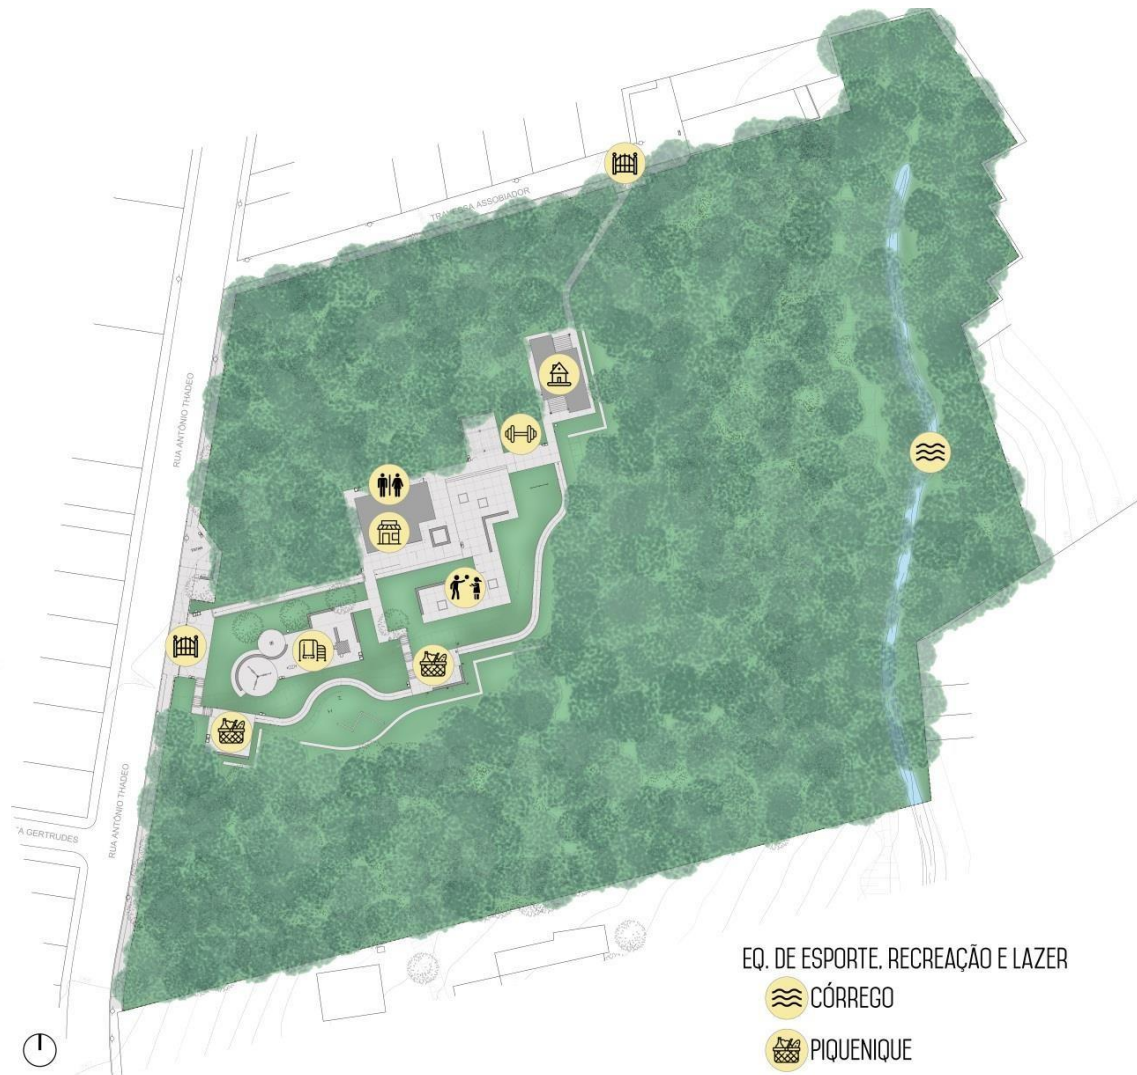 TRAVESSA ASSOBIADOR
RUA ANTÔNIO THADEO
RUA ANTÔNIO THADEO
GERTRUDES
EQ. DE ESPORTE, RECREAÇÃO E LAZER
CÓRREGO
PIQUENIQUE